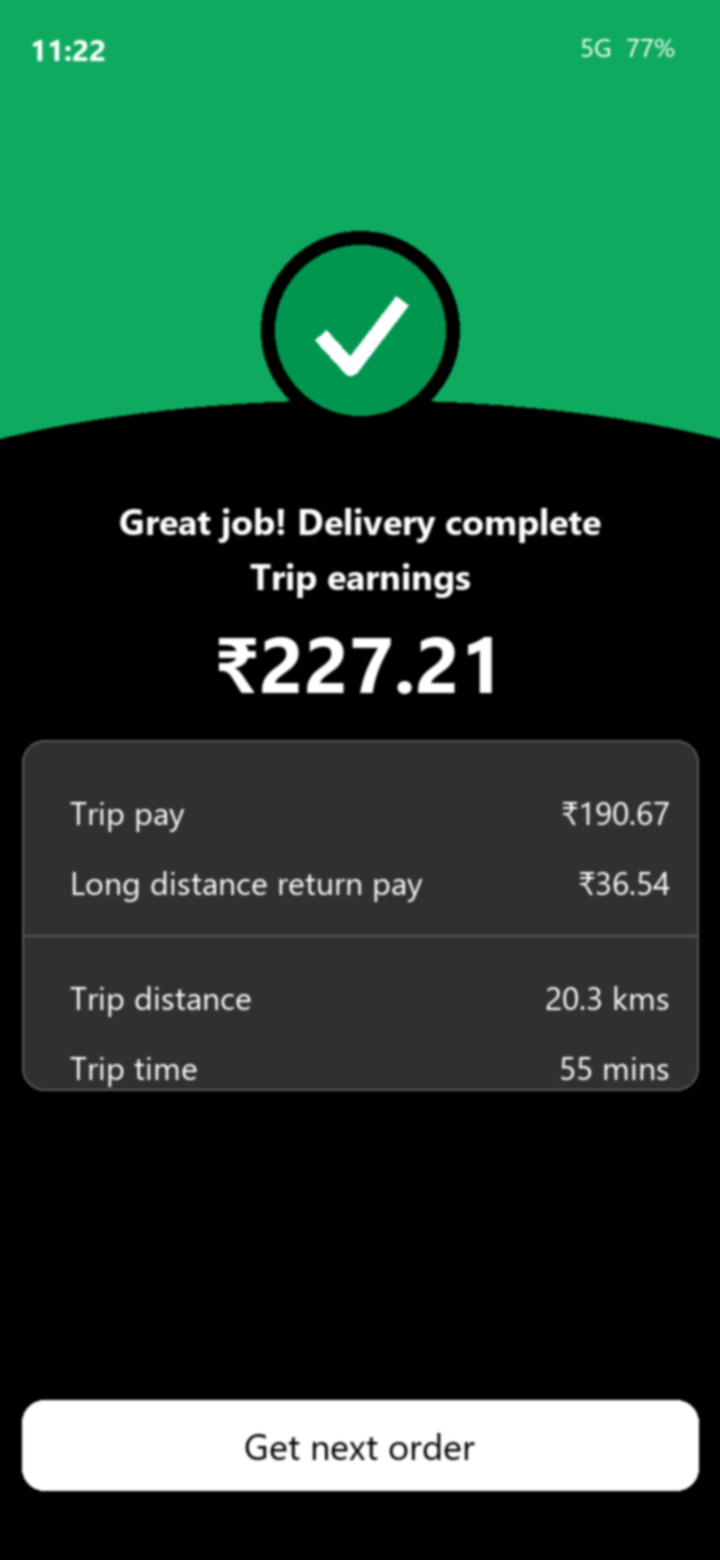 11:22 5G 77%
Great job! Delivery complete
Trip earnings
₹227.21
Trip pay ₹190.67
Long distance return pay ₹36.54
Trip distance 20.3 kms
Trip time 55 mins
Get next order